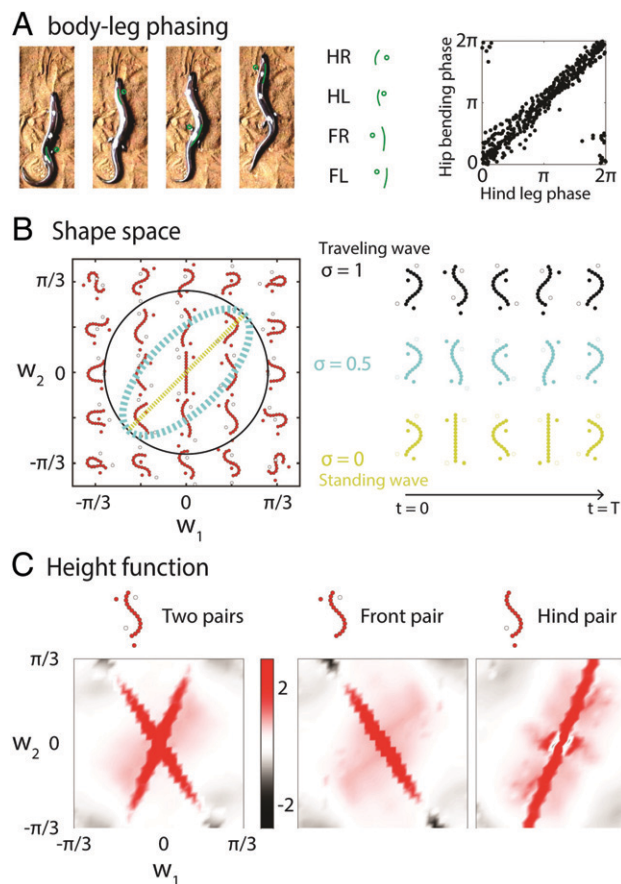 A body-leg phasing
HR
HL
FR
FL
Hip bending phase
2π
π
0
0 π 2π
Hind leg phase
B Shape space
π/3
W2 0
-π/3
-π/3 0 π/3
W1
Traveling wave
σ = 1
σ = 0.5
σ = 0
Standing wave
t = 0 t = T
C Height function
Two pairs
Front pair
Hind pair
π/3
W2 0
-π/3
-π/3 0 π/3
W1
2
0
-2
W2 0